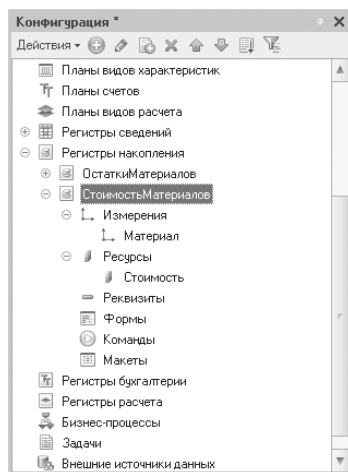 Конфигурация *
Действия
Планы видов характеристик
Планы счетов
Планы видов расчета
Регистры сведений
Регистры накопления
ОстаткиМатериалов
СтоимостьМатериалов
Измерения
Материал
Ресурсы
Стоимость
Реквизиты
Формы
Команды
Макеты
Регистры бухгалтерии
Регистры расчета
Бизнес-процессы
Задачи
Внешние источники данных